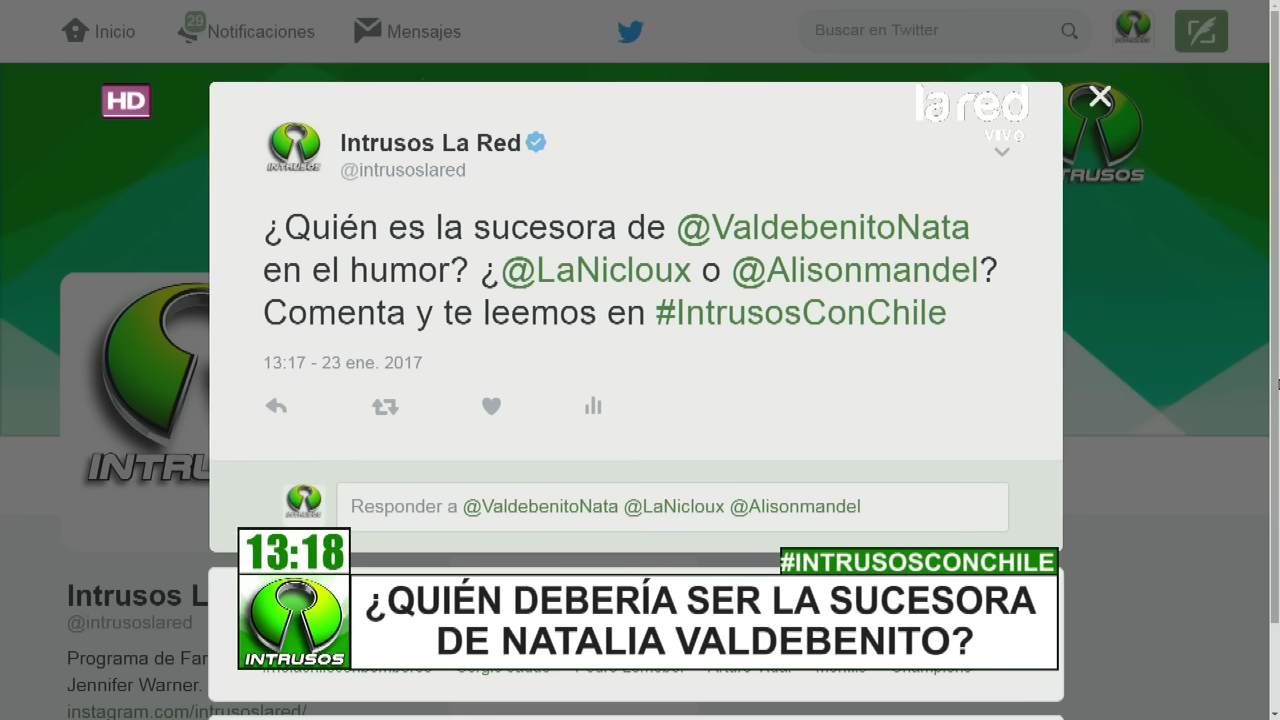 Inicio
29
Notificaciones
Mensajes
Buscar en Twitter
HD
la red
VIVO
Intrusos La Red
@intrusoslared
INTRUSOS
¿Quién es la sucesora de @ValdebenitoNata
en el humor? ¿@LaNicloux o @Alisonmandel?
Comenta y te leemos en #IntrusosConChile
13:17 - 23 ene. 2017
Responder a @ValdebenitoNata @LaNicloux @Alisonmandel
13:18
#INTRUSOSCONCHILE
¿QUIÉN DEBERÍA SER LA SUCESORA
DE NATALIA VALDEBENITO?
INTRUSOS
Intrusos L
@intrusoslared
Programa de Far
Jennifer Warner.
instagram.com/intrusoslared/